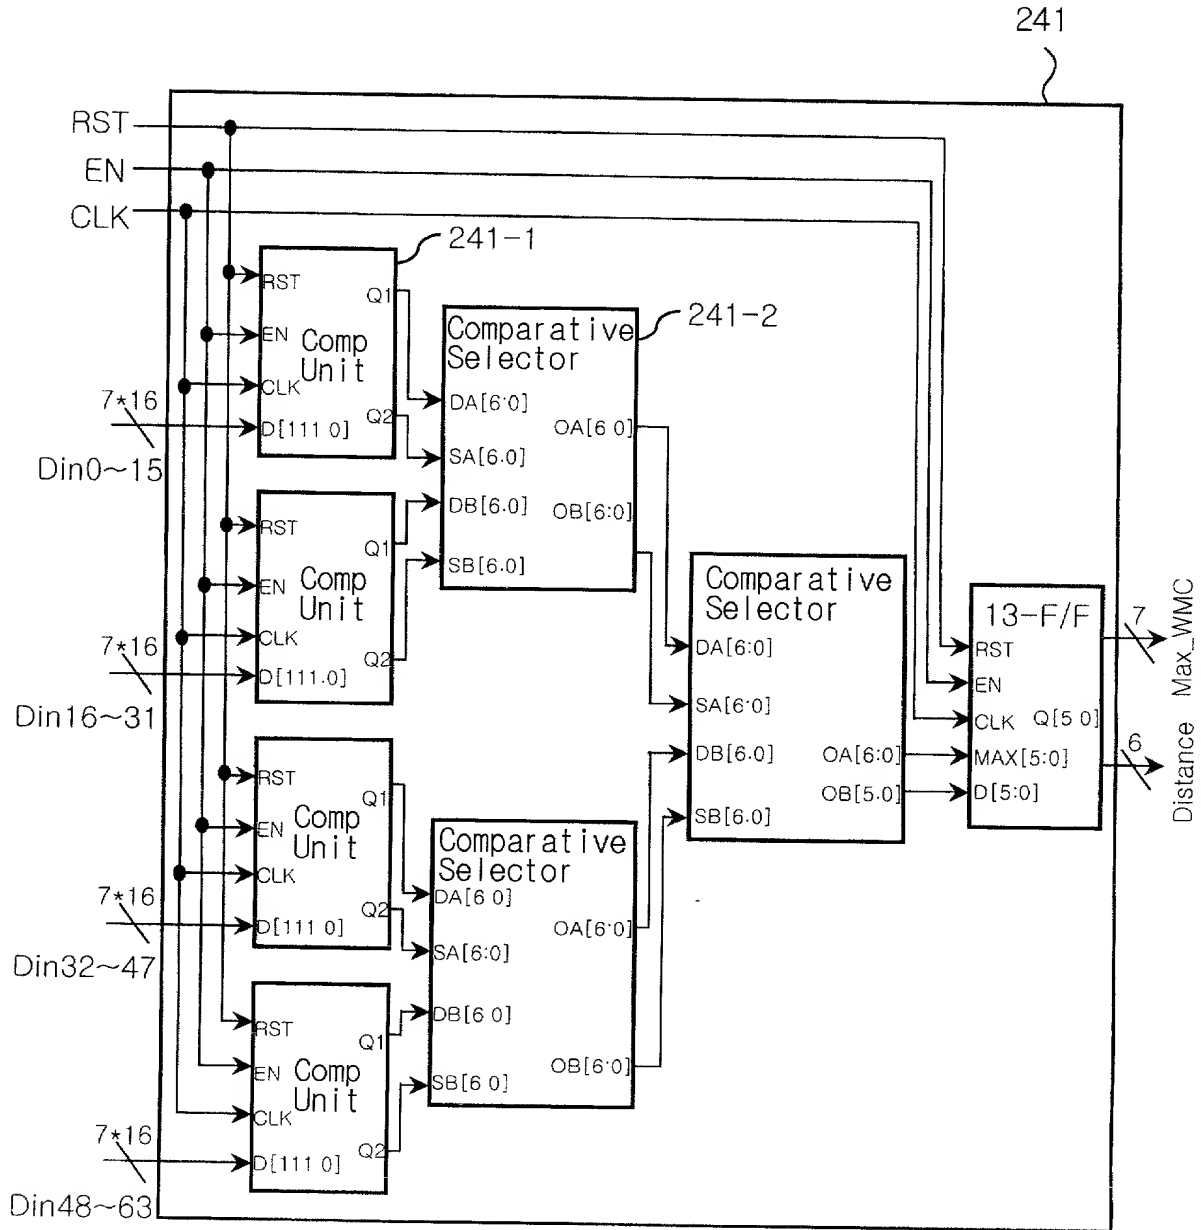 241
RST
EN
CLK
241-1
RST
Q1
EN
Comp
Unit
CLK
Q2
D[111 0]
7*16
Din0~15
241-2
Comparative
Selector
DA[6:0]
OA[6 0]
SA[6.0]
DB[6.0]
OB[6:0]
SB[6.0]
RST
Q1
EN
Comp
Unit
CLK
Q2
D[111.0]
7*16
Din16~31
Comparative
Selector
DA[6:0]
SA[6:0]
DB[6.0]
OA[6:0]
OB[5.0]
SB[6.0]
13-F/F
RST
EN
CLK
Q[5 0]
MAX[5:0]
D[5:0]
7
Max_WMC
6
Distance
RST
Q1
EN
Comp
Unit
CLK
Q2
D[111 0]
7*16
Din32~47
Comparative
Selector
DA[6 0]
OA[6:0]
SA[6:0]
DB[6 0]
OB[6:0]
SB[6 0]
RST
Q1
EN
Comp
Unit
CLK
Q2
D[111 0]
7*16
Din48~63